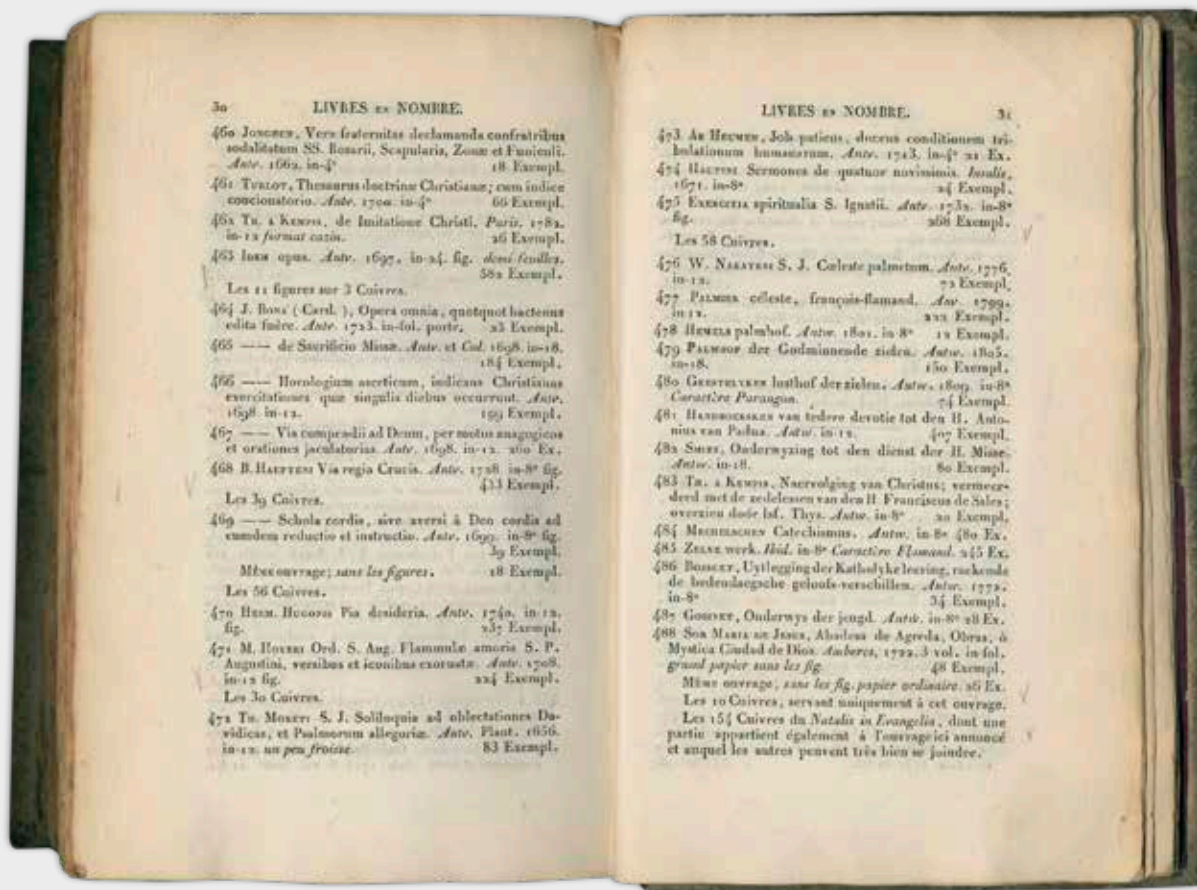 30 LIVRES EN NOMBRE.
460 JONGHEN, Vera fraternitas declamanda confratribus
sodalitatum SS. Rosarii, Scapularis, Zonæ et Funiculi.
Antv. 1662. in-4° 18 Exempl.
461 TURLOT, Thesaurus doctrinæ Christianæ; cum indice
concionatorio. Antv. 1700. in-4° 66 Exempl.
462 TH. A KEMPIS, de Imitatione Christi. Paris. 1782.
in-12 format cazin. 26 Exempl.
463 IDEM opus. Antv. 1697. in-24. fig. demi feuilles.
582 Exempl.
Les 11 figures sur 3 Cuivres.
464 J. BONA (Card.), Opera omnia, quotquot hactenus
edita fuêre. Antv. 1723. in-fol. portr. 23 Exempl.
465 —— de Sacrificio Missæ. Antv. et Col. 1698. in-18.
184 Exempl.
466 —— Horologium asceticum, indicans Christianas
exercitationes quæ singulis diebus occurrunt. Antv.
1698. in-12. 199 Exempl.
467 —— Via compendii ad Deum, per motus anagogicos
et orationes jaculatorias. Antv. 1698. in-12. 260 Ex.
468 B. HAEFTENI Via regia Crucis. Antv. 1728. in-8° fig.
433 Exempl.
Les 39 Cuivres.
469 —— Schola cordis, sive aversi à Deo cordis ad
eumdem reductio et instructio. Antv. 1699. in-8° fig.
39 Exempl.
MÊME ouvrage; sans les figures. 18 Exempl.
Les 56 Cuivres.
470 HERM. HUGONIS Pia desideria. Antv. 1740. in-12.
fig. 237 Exempl.
471 M. HOYERI Ord. S. Aug. Flammulæ amoris S. P.
Augustini, versibus et iconibus exornatæ. Antv. 1708.
in-12 fig. 224 Exempl.
Les 30 Cuivres.
472 TH. MORETI S. J. Soliloquia ad oblectationes Da-
vidicas, et Psalmorum allegoriæ. Antv. Plant. 1656.
in-12. un peu froissé. 83 Exempl.
LIVRES EN NOMBRE. 31
473 AB HEUMEN, Job patiens, docens conditionem tri-
bulationum humanarum. Antv. 1723. in-4° 21 Ex.
474 HAUTINI Sermones de quatuor novissimis. Insulis,
1671. in-8° 24 Exempl.
475 EXERCITIA spiritualia S. Ignatii. Antv. 1732. in-8°
fig. 268 Exempl.
Les 58 Cuivres.
476 W. NAKATENI S. J. Cœleste palmetum. Antv. 1776.
in-12. 72 Exempl.
477 PALMIER céleste, françois-flamand. Anv. 1799.
in-12. 222 Exempl.
478 HEMELS palmhof. Antw. 1801. in 8° 12 Exempl.
479 PALMHOF der Godminnende zielen. Antw. 1805.
in-18. 150 Exempl.
480 GEESTELYKEN lusthof der zielen. Antw. 1809. in-8°
Caractère Parangon. 74 Exempl.
481 HANDBOEKSKEN van tedere devotie tot den H. Anto-
nius van Padua. Antw. in-12. 407 Exempl.
482 SMET, Onderwyzing tot den dienst der H. Misse.
Antw. in-18. 80 Exempl.
483 TH. A KEMPIS, Naervolging van Christus; vermeer-
derd met de zedelessen van den H. Franciscus de Sales;
overzien door Isf. Thys. Antw. in-8° 20 Exempl.
484 MECHELSCHEN Catechismus. Antw. in-8° 480 Ex.
485 ZELVE werk. Ibid. in-8° Caractère Flamand. 245 Ex.
486 BOSSUET, Uytlegging der Katholyke leering, raekende
de hedendaegsche geloofs-verschillen. Antw. 1772.
in-8° 34 Exempl.
487 GOBINET, Onderwys der jeugd. Antw. in-8° 28 Ex.
488 SOR MARIA DE JESUS, Abadesa de Agreda, Obras, ò
Mystica Ciudad de Dios. Amberes, 1722. 3 vol. in-fol.
grand papier sans les fig. 48 Exempl.
MÊME ouvrage, sans les fig. papier ordinaire. 26 Ex.
Les 10 Cuivres, servant uniquement à cet ouvrage.
Les 154 Cuivres du Natalis in Evangelia, dont une
partie appartient également à l'ouvrage ici annoncé
et auquel les autres peuvent très bien se joindre.